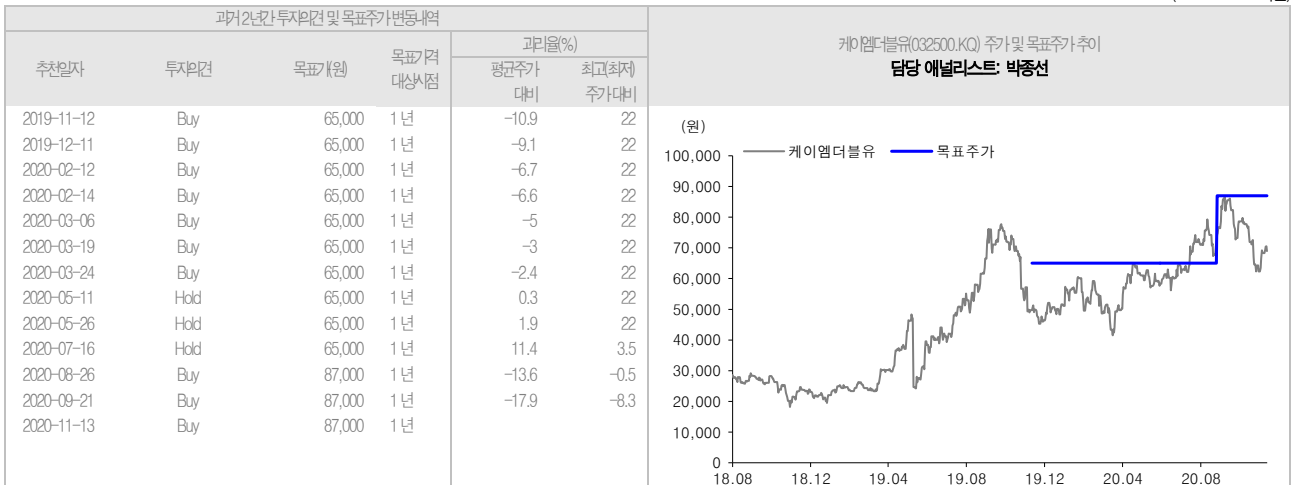 과거 2년간 투자의견 및 목표주가 변동내역
추천일자 투자의견 목표가(원) 목표가격 대상시점 괴리율(%)
평균주가 대비 최고(최저) 주가 대비
2019-11-12 Buy 65,000 1년 -10.9 22
2019-12-11 Buy 65,000 1년 -9.1 22
2020-02-12 Buy 65,000 1년 -6.7 22
2020-02-14 Buy 65,000 1년 -6.6 22
2020-03-06 Buy 65,000 1년 -5 22
2020-03-19 Buy 65,000 1년 -3 22
2020-03-24 Buy 65,000 1년 -2.4 22
2020-05-11 Hold 65,000 1년 0.3 22
2020-05-26 Hold 65,000 1년 1.9 22
2020-07-16 Hold 65,000 1년 11.4 3.5
2020-08-26 Buy 87,000 1년 -13.6 -0.5
2020-09-21 Buy 87,000 1년 -17.9 -8.3
2020-11-13 Buy 87,000 1년
케이엠더블유(032500.KQ) 주가 및 목표주가 추이
담당 애널리스트: 박종선
(원)
케이엠더블유 목표주가
100,000
90,000
80,000
70,000
60,000
50,000
40,000
30,000
20,000
10,000
0
18.08 18.12 19.04 19.08 19.12 20.04 20.08